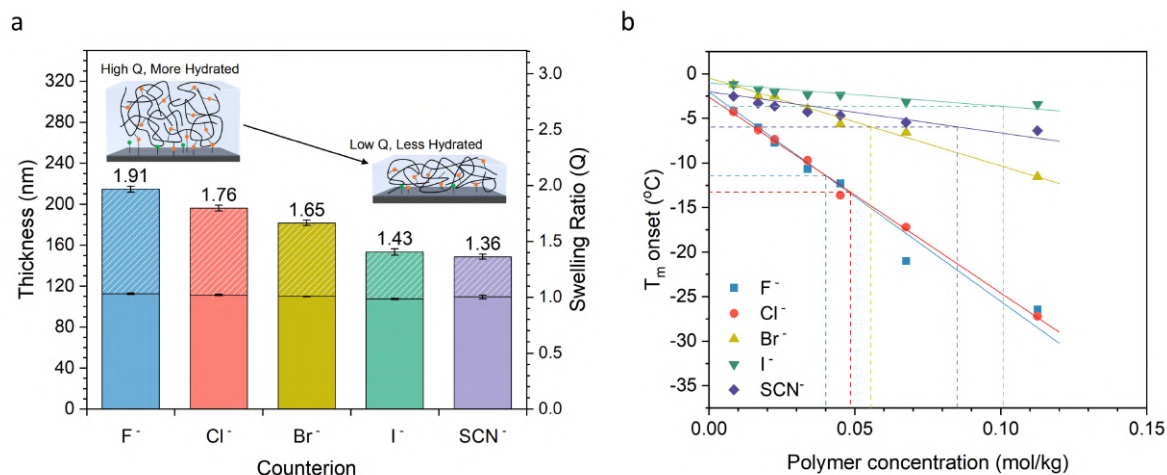 a
High Q, More Hydrated
Low Q, Less Hydrated
1.91
1.76
1.65
1.43
1.36
320
280
240
200
160
120
80
40
0
Thickness (nm)
3.0
2.5
2.0
1.5
1.0
0.5
0.0
Swelling Ratio (Q)
F⁻
Cl⁻
Br⁻
I⁻
SCN⁻
Counterion
b
0
-5
-10
-15
-20
-25
-30
-35
Tₘ onset (⁰C)
F⁻
Cl⁻
Br⁻
I⁻
SCN⁻
0.00
0.05
0.10
0.15
Polymer concentration (mol/kg)